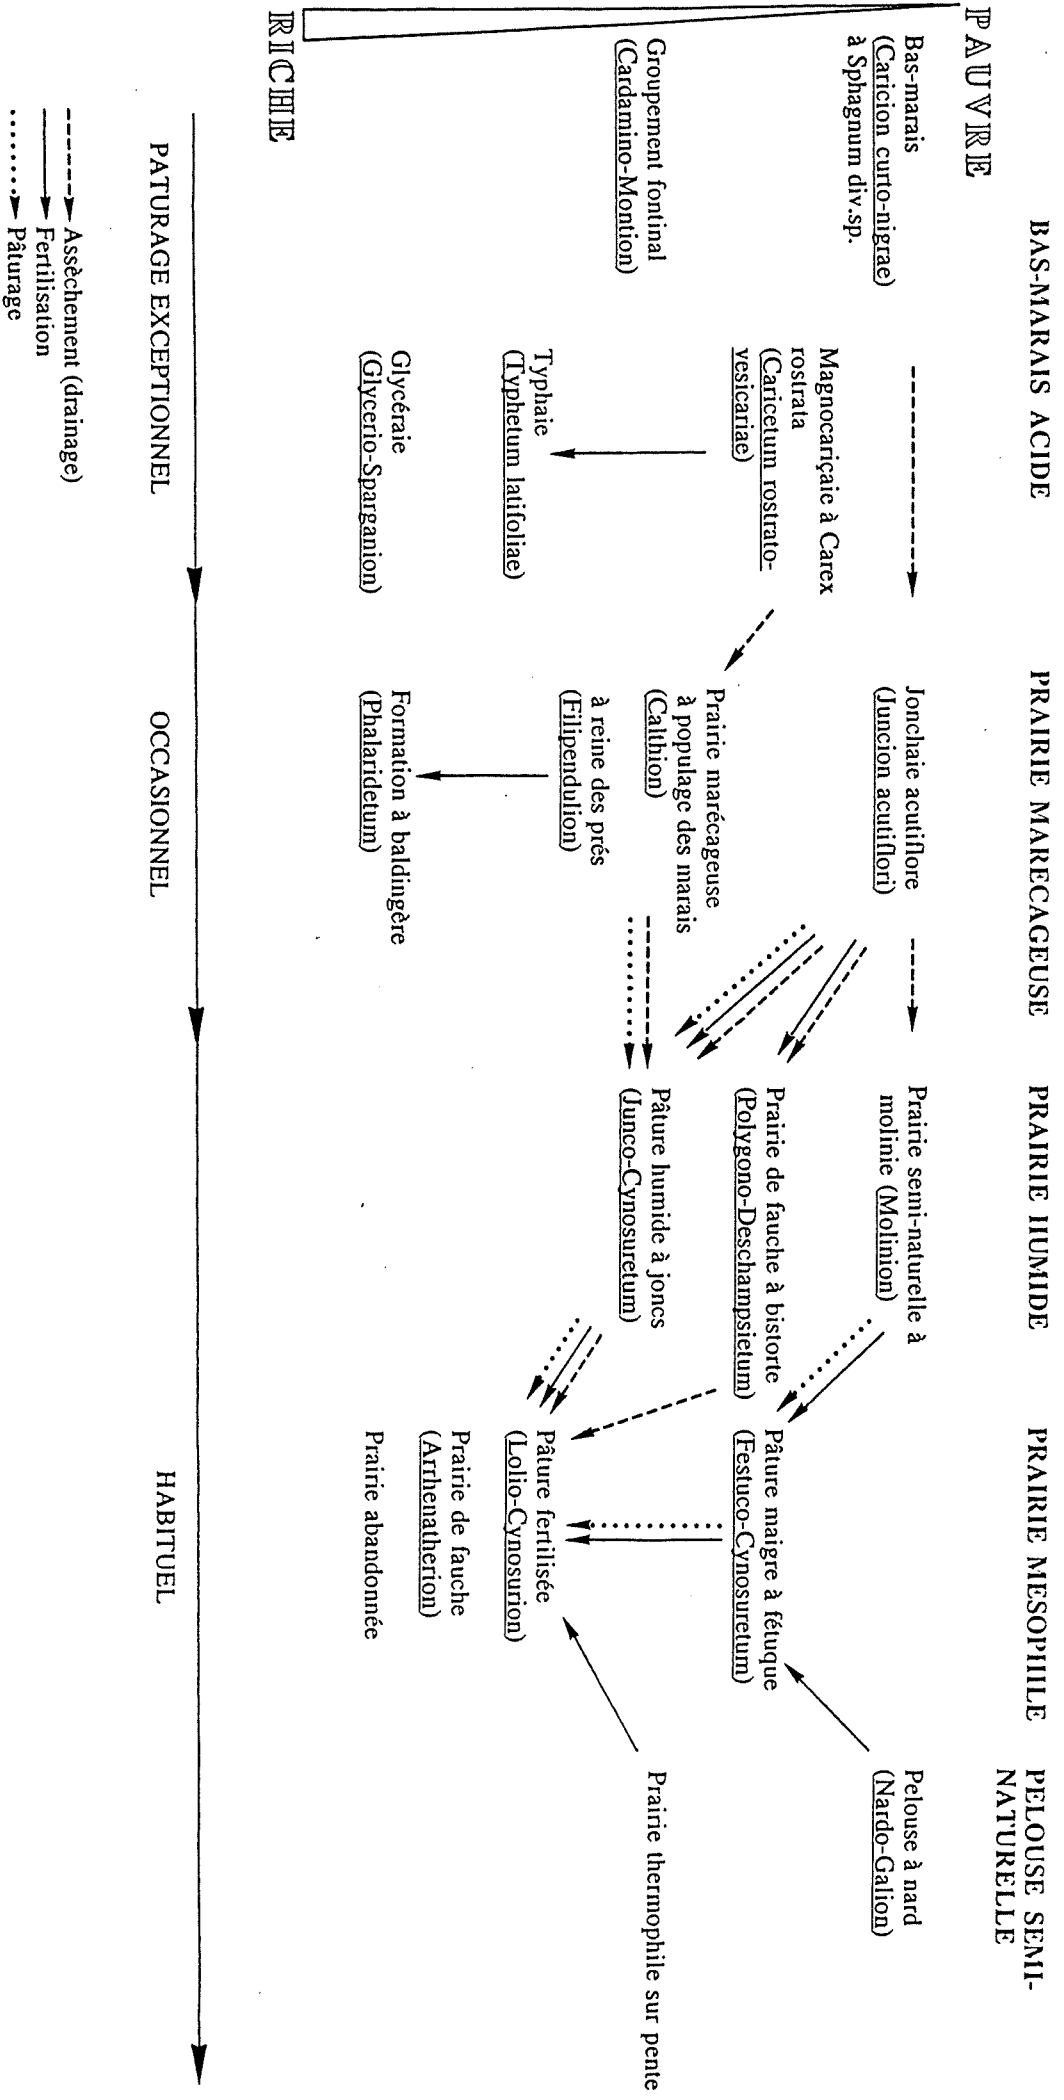 BAS-MARAIS ACIDE
PRAIRIE MARECAGEUSE
PRAIRIE HUMIDE
PRAIRIE MESOPHILE
PELOUSE SEMI-
NATURELLE
PAUVRE
Bas-marais
(Caricion curto-nigrae)
à Sphagnum div.sp.
Jonchaie acutiflore
(Juncion acutiflori)
Prairie semi-naturelle à
molinie (Molinion)
Pelouse à nard
(Nardo-Galion)
Magnocariçaie à Carex
rostrata
(Caricetum rostrato-
vesicariae)
Prairie de fauche à bistorte
(Polygono-Deschampsietum)
Pâture maigre à fétuque
(Festuco-Cynosuretum)
Groupement fontinal
(Cardamino-Montion)
Prairie marécageuse
à populage des marais
(Calthion)
Pâture humide à joncs
(Junco-Cynosuretum)
Prairie thermophile sur pente
Typhaie
(Typhetum latifoliae)
à reine des prés
(Filipendulion)
Pâture fertilisée
(Lolio-Cynosurion)
Glycéraie
(Glycerio-Sparganion)
Formation à baldingère
(Phalaridetum)
Prairie de fauche
(Arrhenatherion)
Prairie abandonnée
RICHE
PATURAGE EXCEPTIONNEL
OCCASIONNEL
HABITUEL
Assèchement (drainage)
Fertilisation
Pâturage